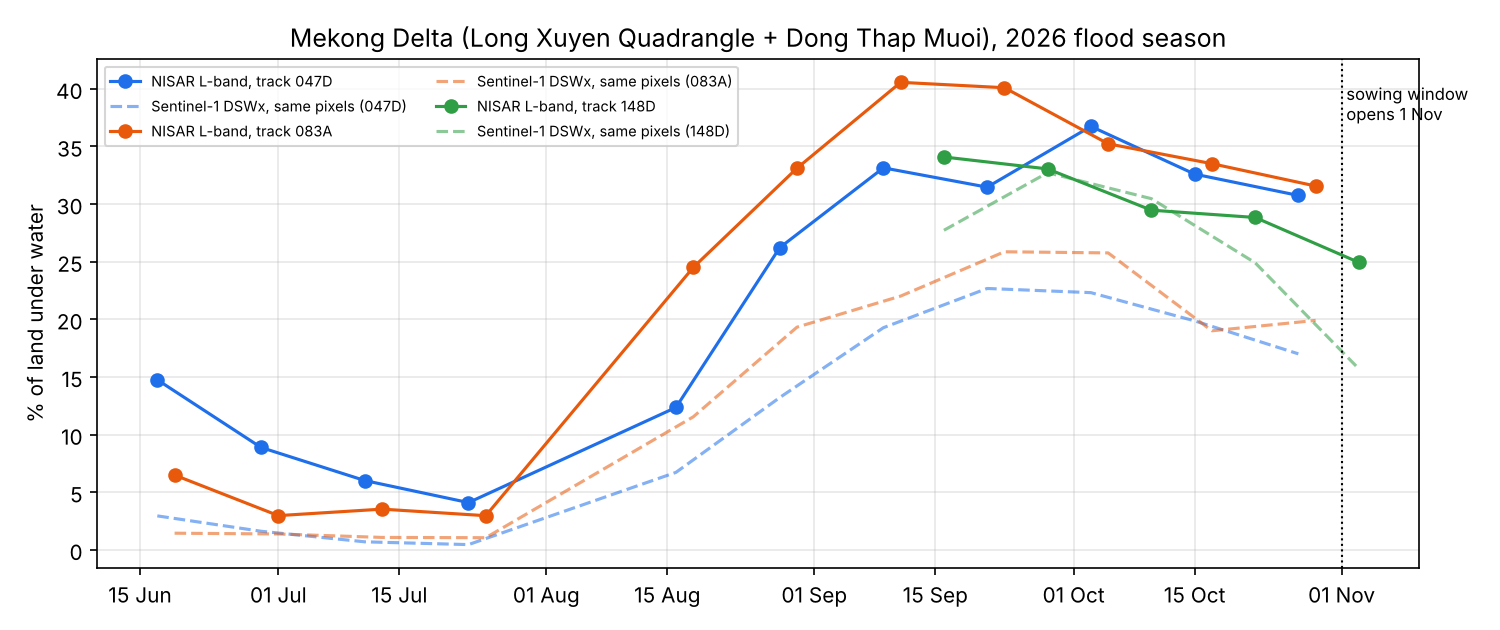 Mekong Delta (Long Xuyen Quadrangle + Dong Thap Muoi), 2026 flood season
NISAR L-band, track 047D
Sentinel-1 DSWx, same pixels (047D)
NISAR L-band, track 083A
Sentinel-1 DSWx, same pixels (083A)
NISAR L-band, track 148D
Sentinel-1 DSWx, same pixels (148D)
sowing window
opens 1 Nov
% of land under water
40
35
30
25
20
15
10
5
0
15 Jun
01 Jul
15 Jul
01 Aug
15 Aug
01 Sep
15 Sep
01 Oct
15 Oct
01 Nov